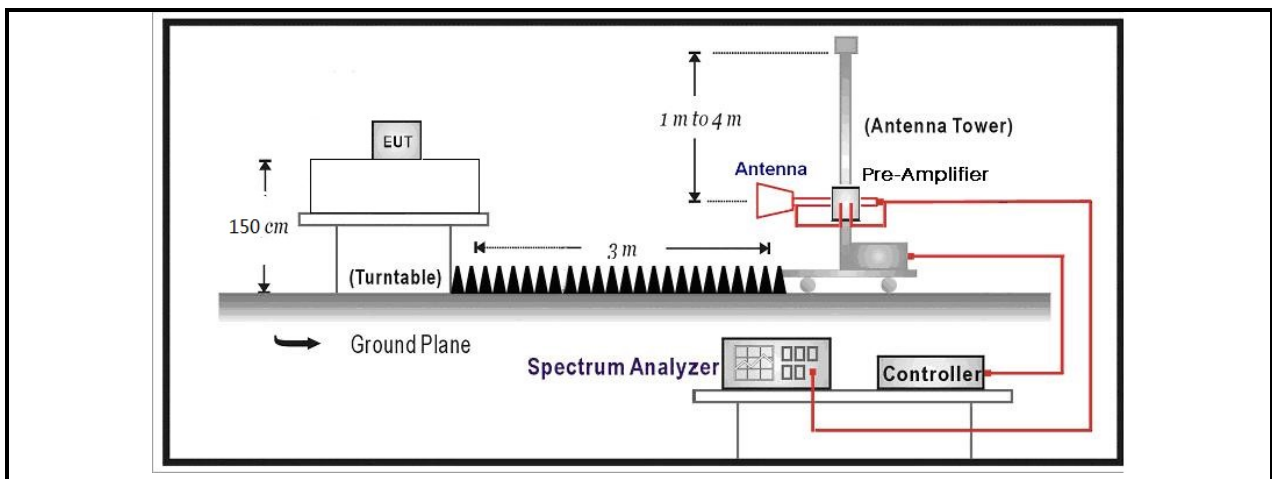 1 m to 4 m
(Antenna Tower)
EUT
Antenna
Pre-Amplifier
150 cm
3 m
(Turntable)
Ground Plane
Spectrum Analyzer
Controller